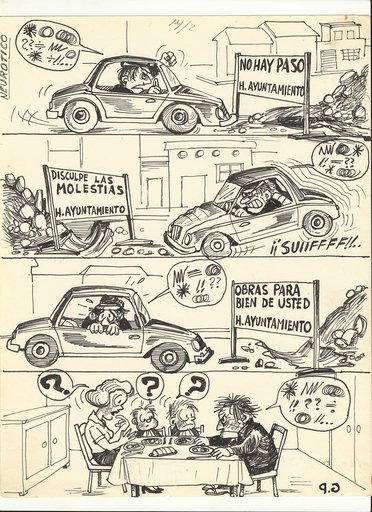 NEUROTICO
14/2
?? ÷
÷ !!..
NO HAY PASO
H. AYUNTAMIENTO
DISCULPE LAS
MOLESTIAS
H. AYUNTAMIENTO
!! = ??
¡¡SUIIFFFF!!..
=
!!
OBRAS PARA
BIEN DE USTED
H. AYUNTAMIENTO
?
?
?
!! ?? =
!!...
G.P